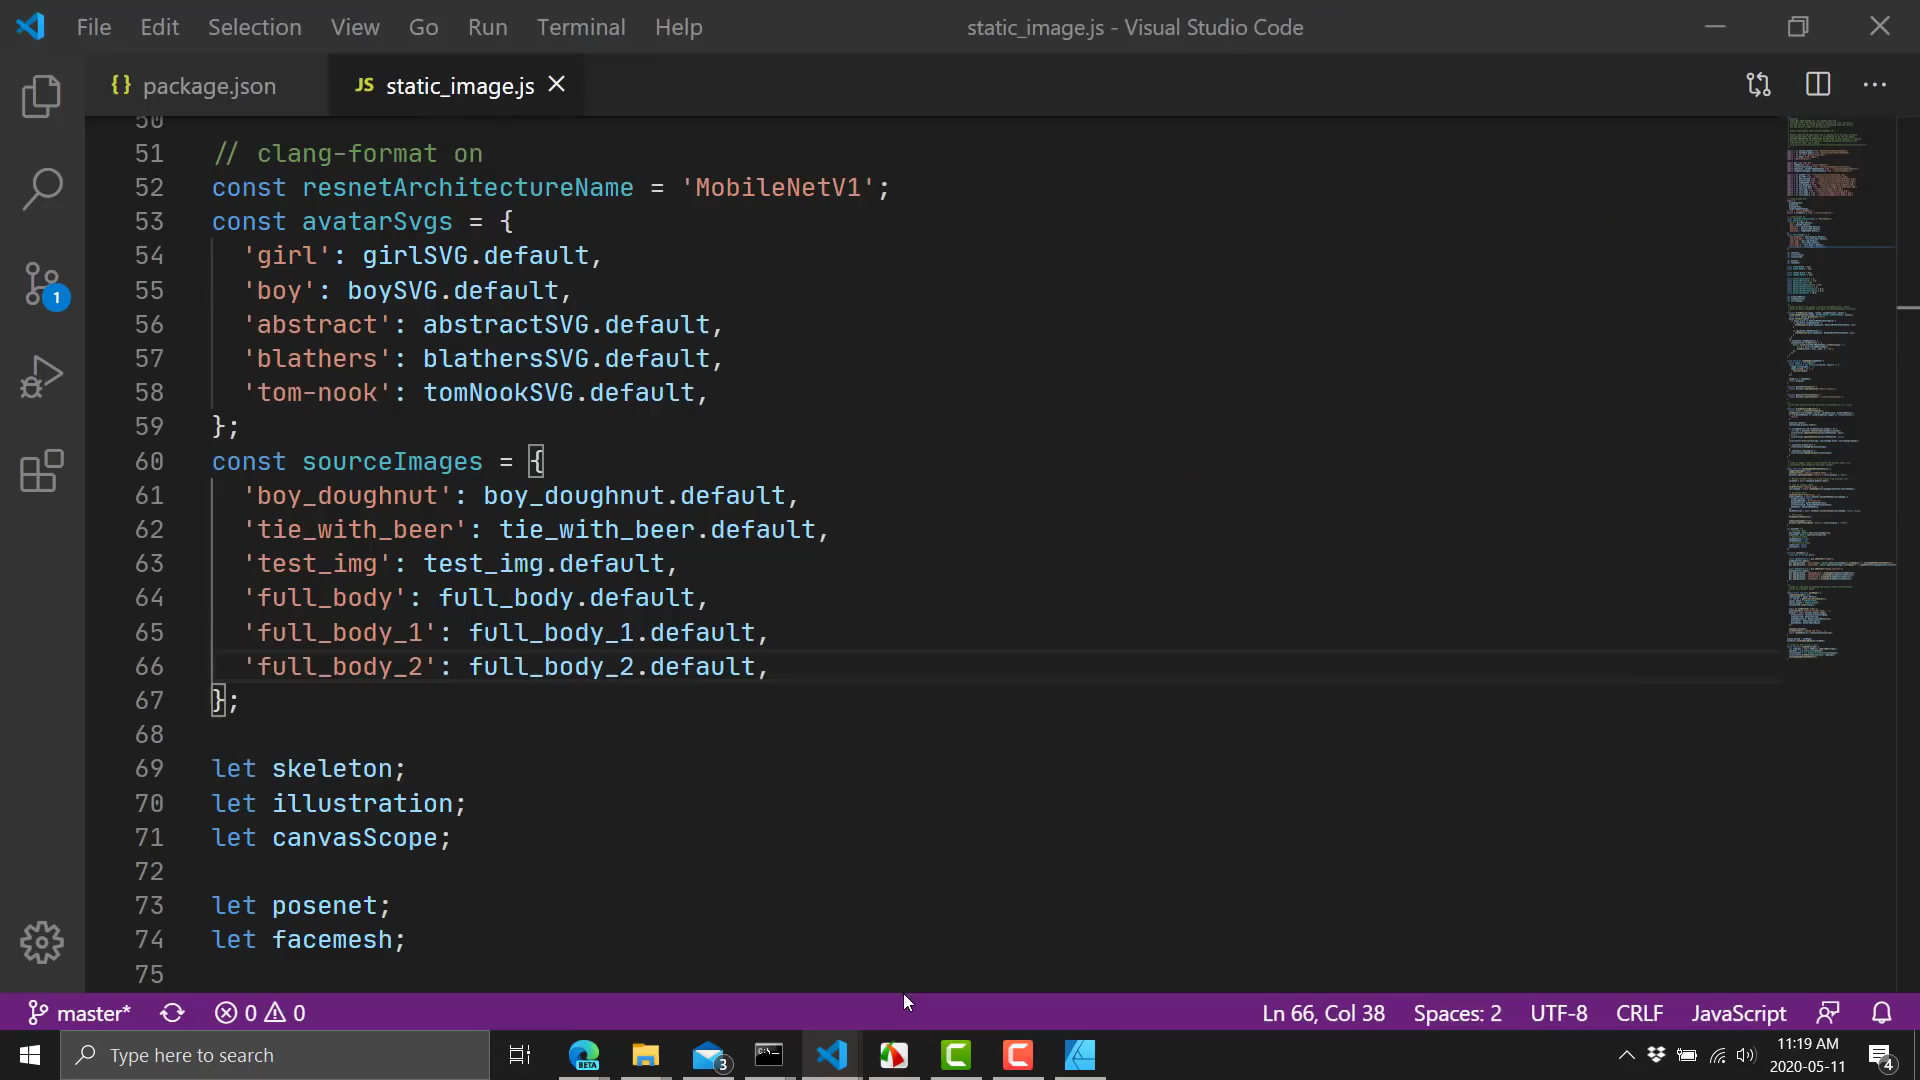 File Edit Selection View Go Run Terminal Help static_image.js - Visual Studio Code
{} package.json JS static_image.js
50
51 // clang-format on
52 const resnetArchitectureName = 'MobileNetV1';
53 const avatarSvgs = {
54 'girl': girlSVG.default,
55 'boy': boySVG.default,
56 'abstract': abstractSVG.default,
57 'blathers': blathersSVG.default,
58 'tom-nook': tomNookSVG.default,
59 };
60 const sourceImages = {
61 'boy_doughnut': boy_doughnut.default,
62 'tie_with_beer': tie_with_beer.default,
63 'test_img': test_img.default,
64 'full_body': full_body.default,
65 'full_body_1': full_body_1.default,
66 'full_body_2': full_body_2.default,
67 };
68
69 let skeleton;
70 let illustration;
71 let canvasScope;
72
73 let posenet;
74 let facemesh;
75
1
master* 0 0 Ln 66, Col 38 Spaces: 2 UTF-8 CRLF JavaScript
Type here to search BETA 3 11:19 AM
2020-05-11 4